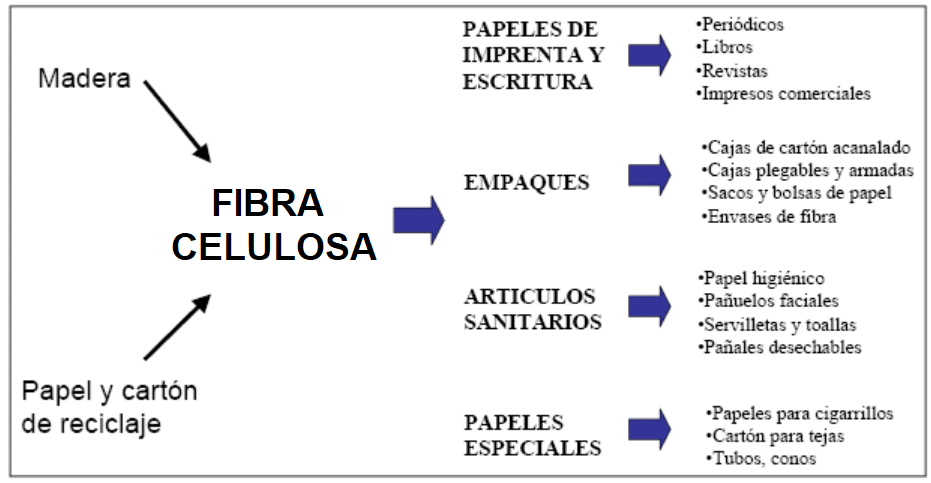 Madera
Papel y cartón
de reciclaje
FIBRA
CELULOSA
PAPELES DE
IMPRENTA Y
ESCRITURA
•Periódicos
•Libros
•Revistas
•Impresos comerciales
EMPAQUES
•Cajas de cartón acanalado
•Cajas plegables y armadas
•Sacos y bolsas de papel
•Envases de fibra
ARTICULOS
SANITARIOS
•Papel higiénico
•Pañuelos faciales
•Servilletas y toallas
•Pañales desechables
PAPELES
ESPECIALES
•Papeles para cigarrillos
•Cartón para tejas
•Tubos, conos